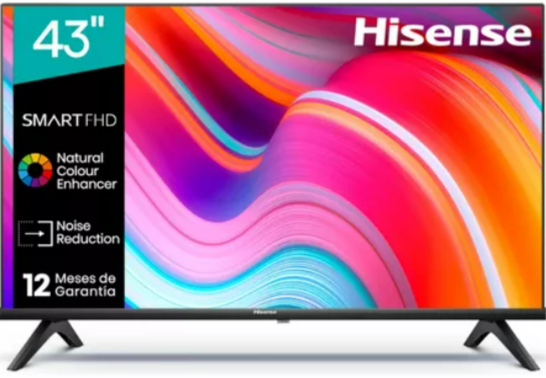 43"
Hisense
SMART FHD
Natural
Colour
Enhancer
Noise
Reduction
12 Meses de
Garantía
Hisense